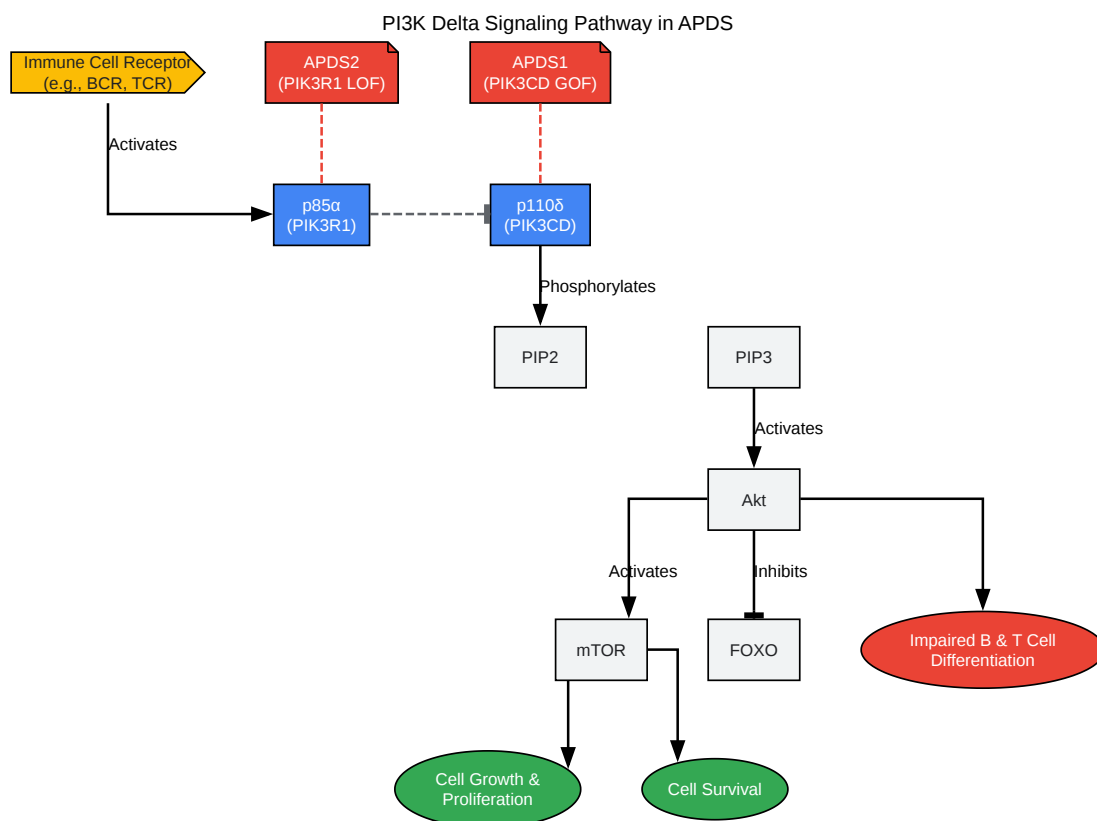 PI3K Delta Signaling Pathway in APDS
Immune Cell Receptor
(e.g., BCR, TCR)
APDS2
(PIK3R1 LOF)
APDS1
(PIK3CD GOF)
Activates
p85α
(PIK3R1)
p110δ
(PIK3CD)
Phosphorylates
PIP2
PIP3
Activates
Akt
Activates
Inhibits
mTOR
FOXO
Impaired B & T Cell
Differentiation
Cell Growth &
Proliferation
Cell Survival